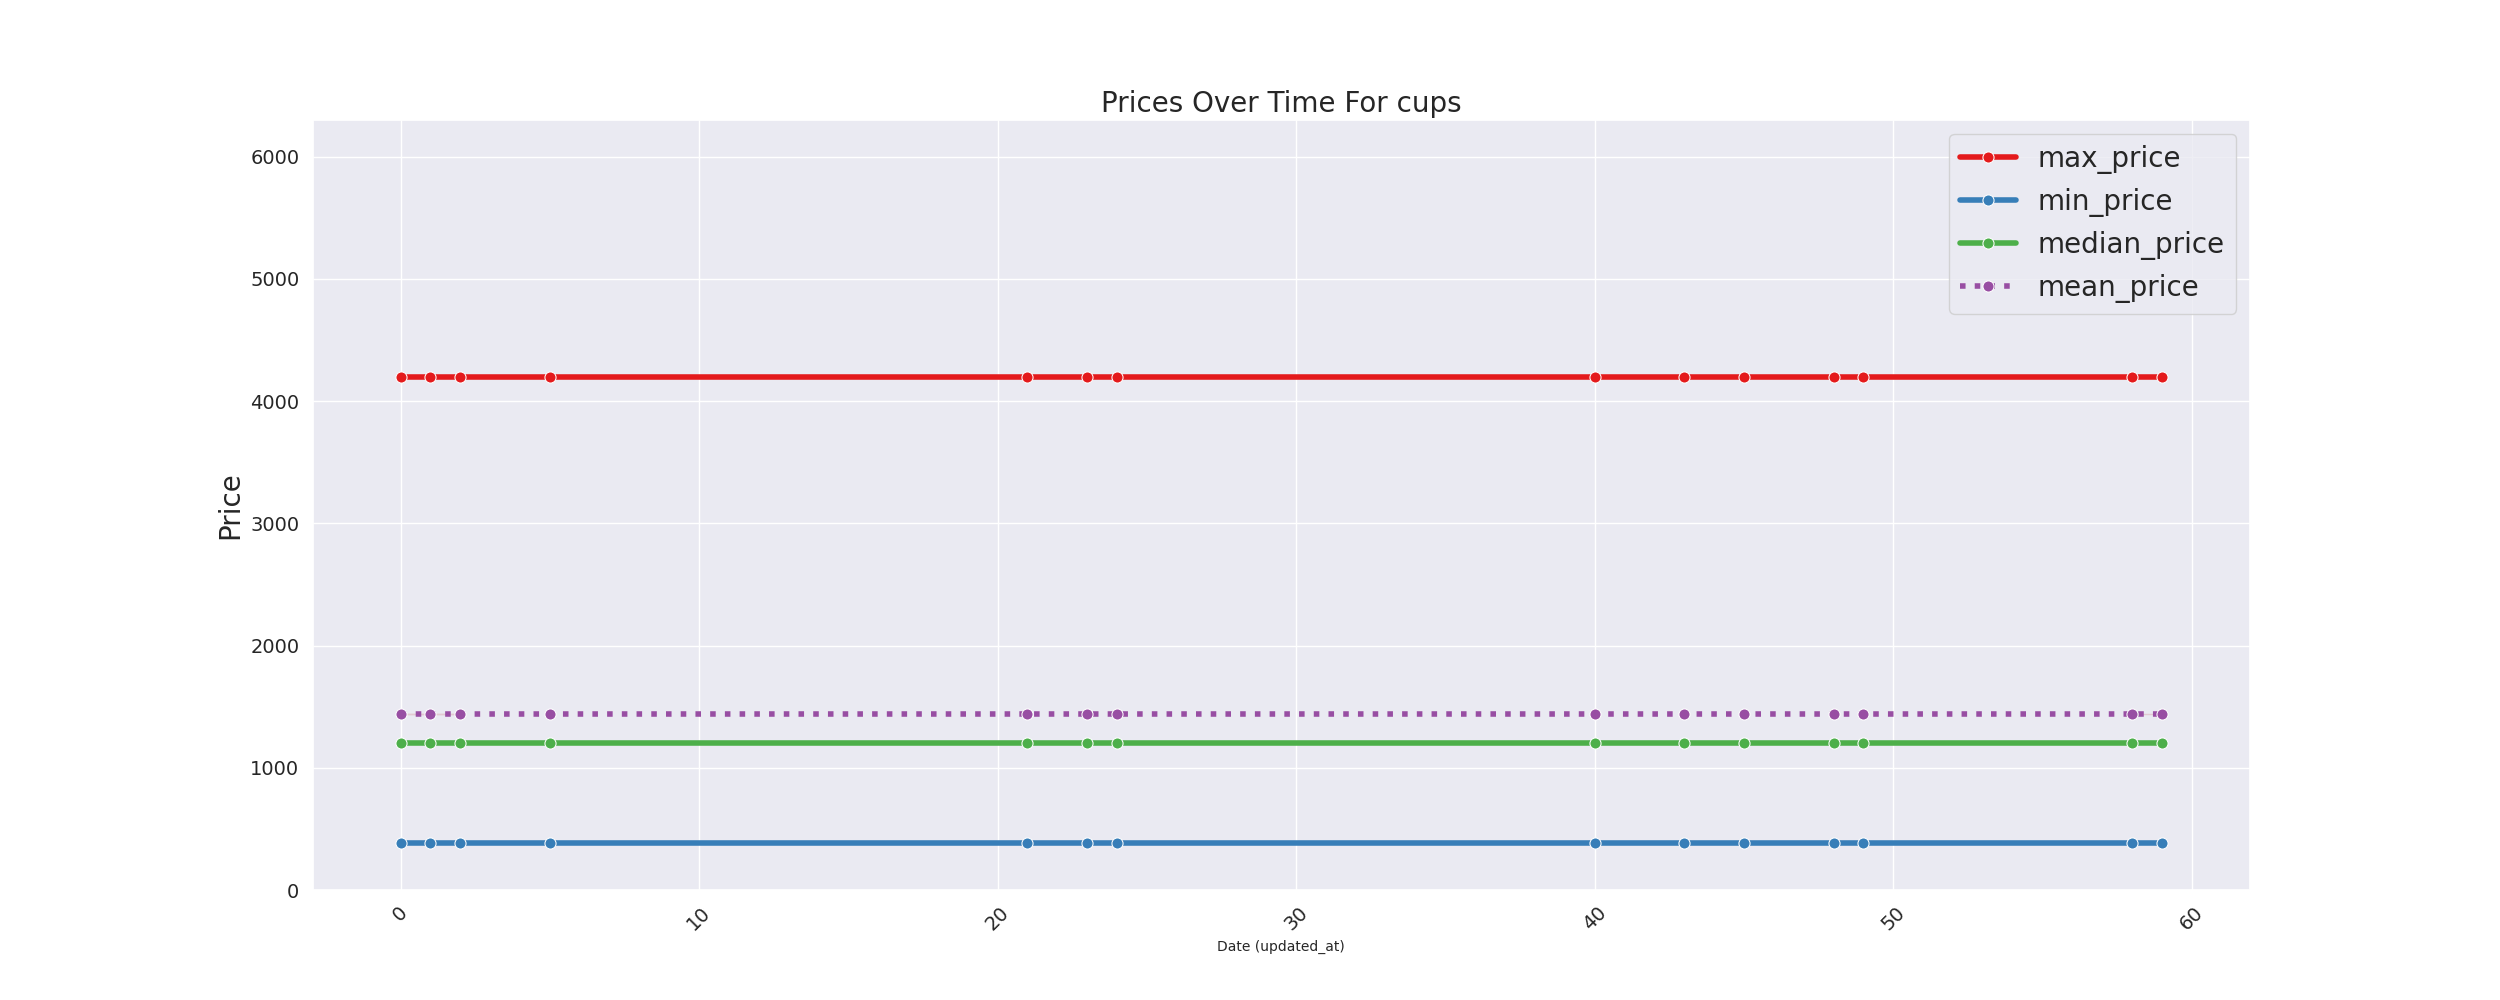 Prices Over Time For cups
max_price
min_price
median_price
mean_price
6000
5000
4000
3000
2000
1000
0
Price
0 10 20 30 40 50 60
Date (updated_at)